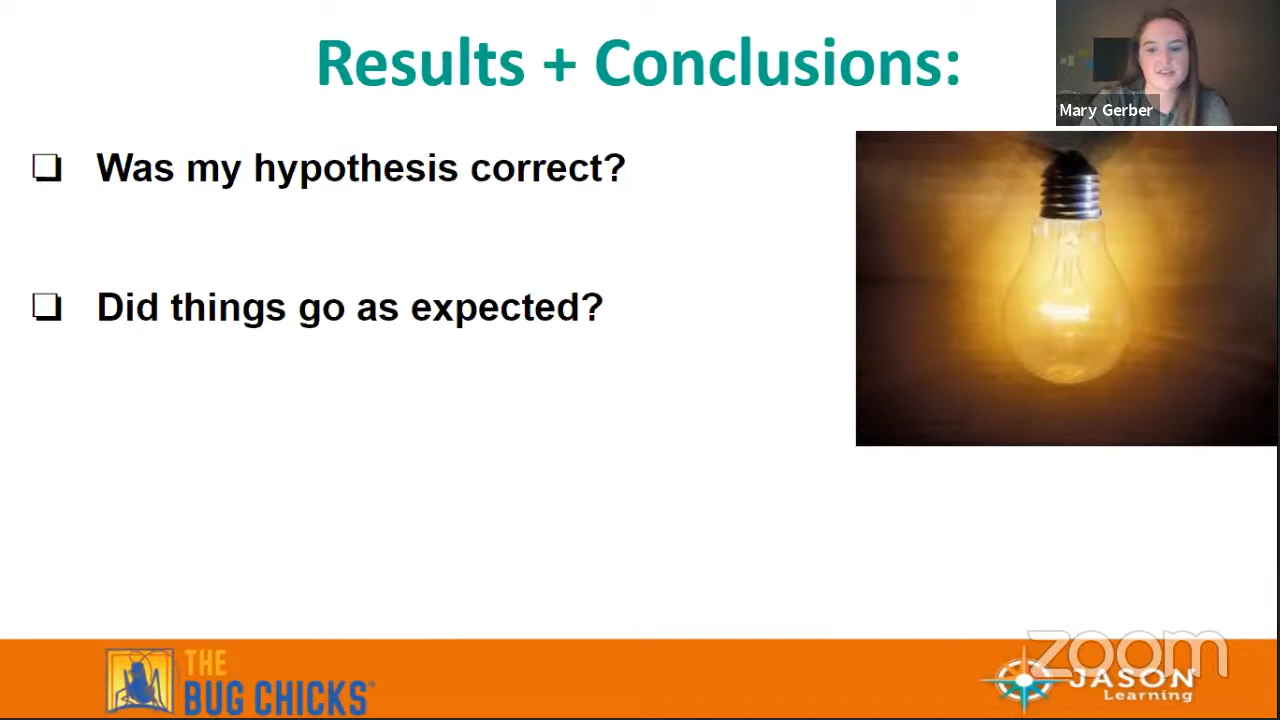 Results + Conclusions:
Mary Gerber
Was my hypothesis correct?
Did things go as expected?
THE
BUG CHICKS®
zoom
JASON
Learning